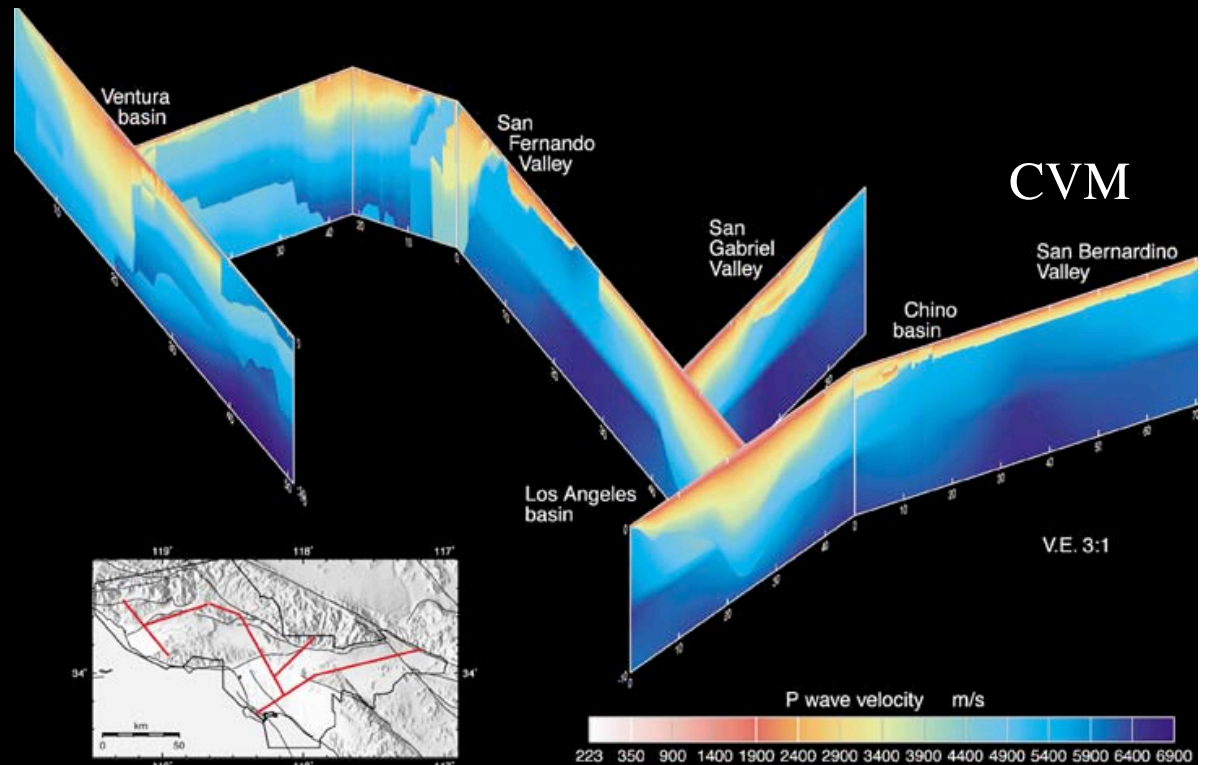 Ventura
basin
San
Fernando
Valley
CVM
San
Gabriel
Valley
San Bernardino
Valley
Chino
basin
Los Angeles
basin
V.E. 3:1
119°
118°
117°
34°
34°
km
0 50
P wave velocity m/s
223 350 900 1400 1900 2400 2900 3400 3900 4400 4900 5400 5900 6400 6900